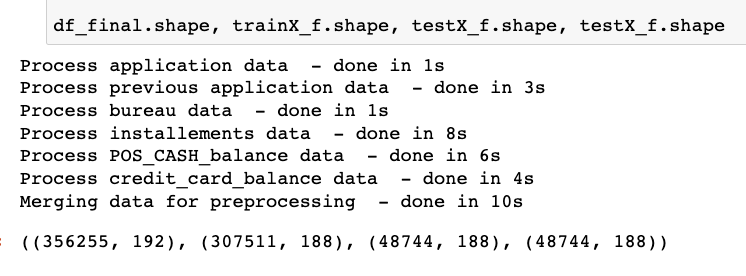 df_final.shape, trainX_f.shape, testX_f.shape, testX_f.shape
Process application data  - done in 1s
Process previous application data  - done in 3s
Process bureau data  - done in 1s
Process installements data  - done in 8s
Process POS_CASH_balance data  - done in 6s
Process credit_card_balance data  - done in 4s
Merging data for preprocessing  - done in 10s
: ((356255, 192), (307511, 188), (48744, 188), (48744, 188))